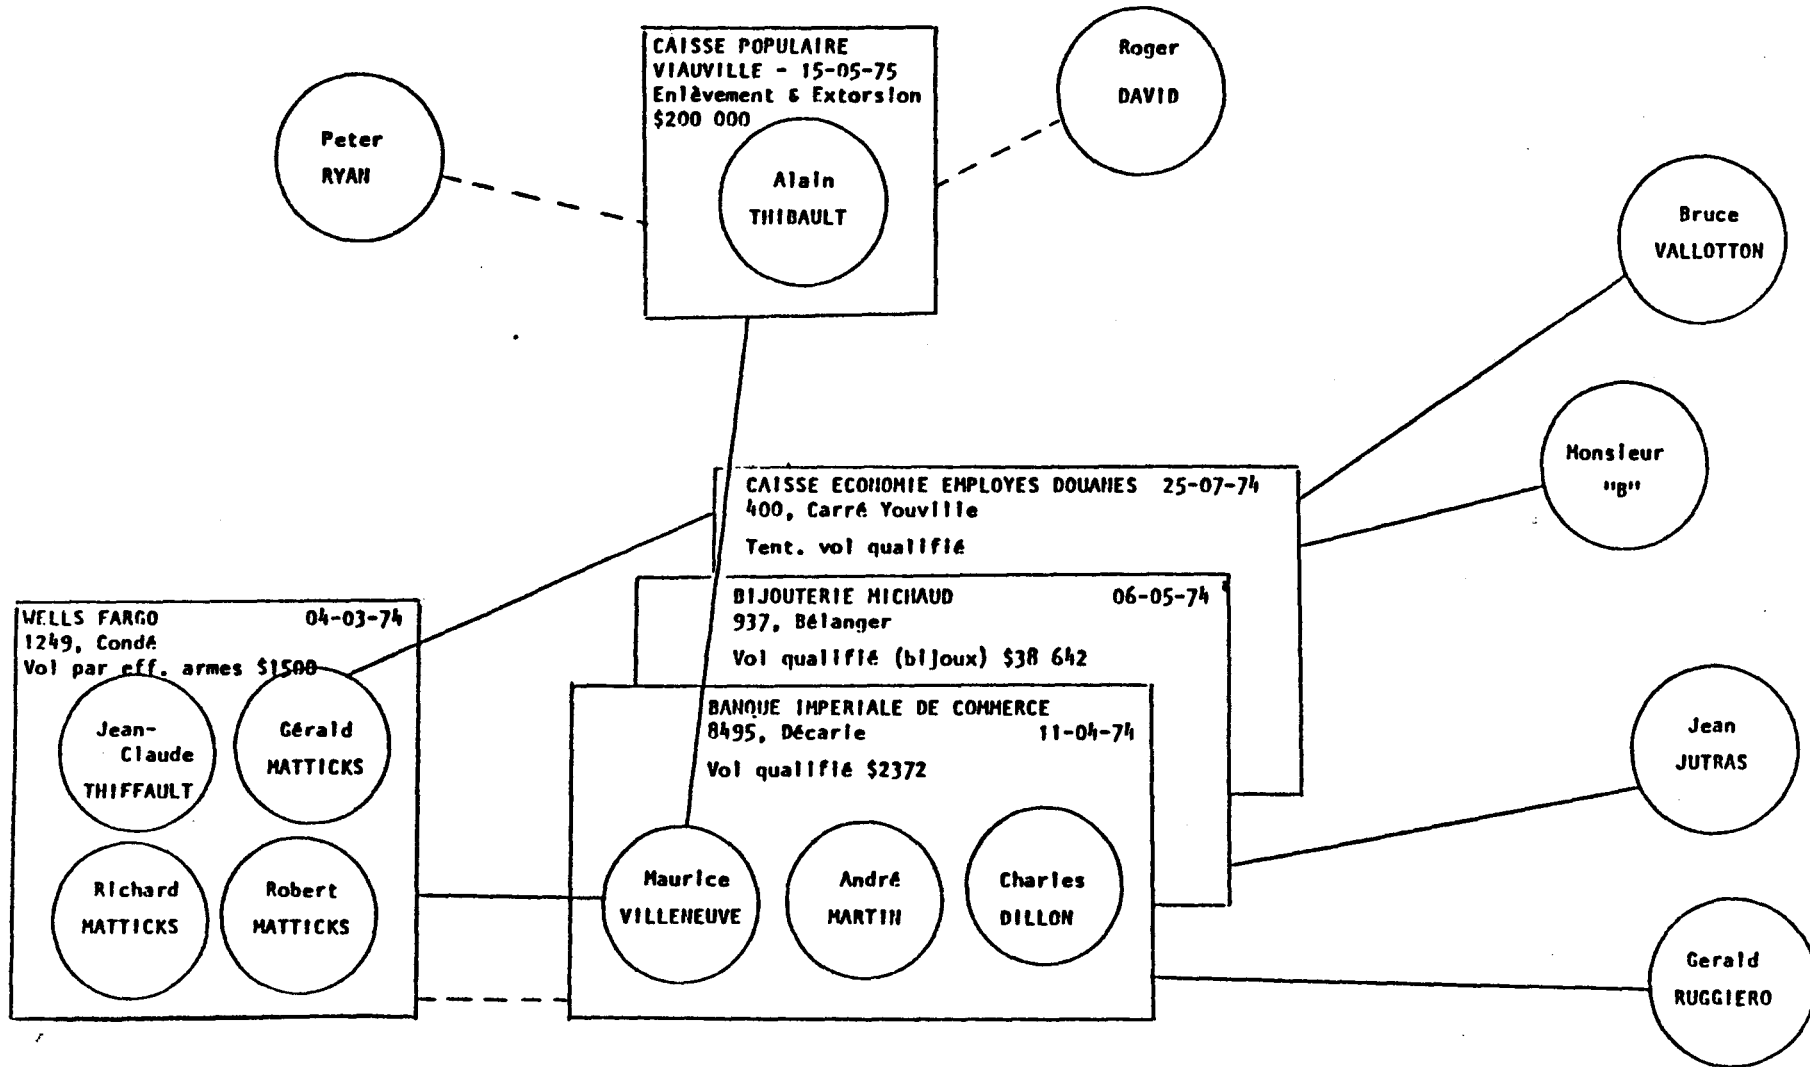 CAISSE POPULAIRE
VIAUVILLE - 15-05-75
Enlèvement & Extorsion
$200 000
Alain
THIBAULT
Peter
RYAN
Roger
DAVID
Bruce
VALLOTTON
Monsieur
"B"
CAISSE ECONOMIE EMPLOYES DOUANES 25-07-74
400, Carré Youville
Tent. vol qualifié
BIJOUTERIE MICHAUD 06-05-74
937, Bélanger
Vol qualifié (bijoux) $38 642
BANQUE IMPERIALE DE COMMERCE
8495, Décarie 11-04-74
Vol qualifié $2372
Maurice
VILLENEUVE
André
MARTIN
Charles
DILLON
WELLS FARGO 04-03-74
1249, Condé
Vol par eff. armes $1500
Jean-
Claude
THIFFAULT
Gérald
MATTICKS
Richard
MATTICKS
Robert
MATTICKS
Jean
JUTRAS
Gerald
RUGGIERO